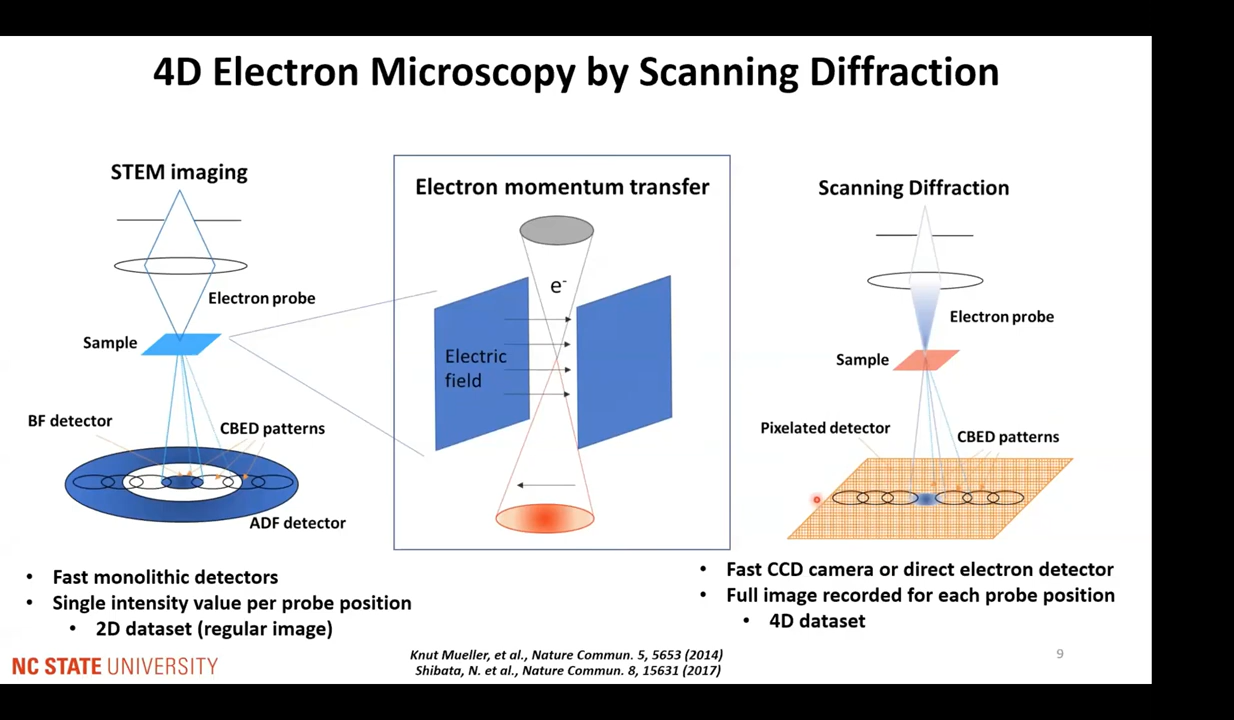 4D Electron Microscopy by Scanning Diffraction
STEM imaging
Electron probe
Sample
BF detector
CBED patterns
ADF detector
• Fast monolithic detectors
• Single intensity value per probe position
• 2D dataset (regular image)
Electron momentum transfer
e-
Electric
field
Scanning Diffraction
Electron probe
Sample
Pixelated detector
CBED patterns
• Fast CCD camera or direct electron detector
• Full image recorded for each probe position
• 4D dataset
NC STATE UNIVERSITY
Knut Mueller, et al., Nature Commun. 5, 5653 (2014)
Shibata, N. et al., Nature Commun. 8, 15631 (2017)
9